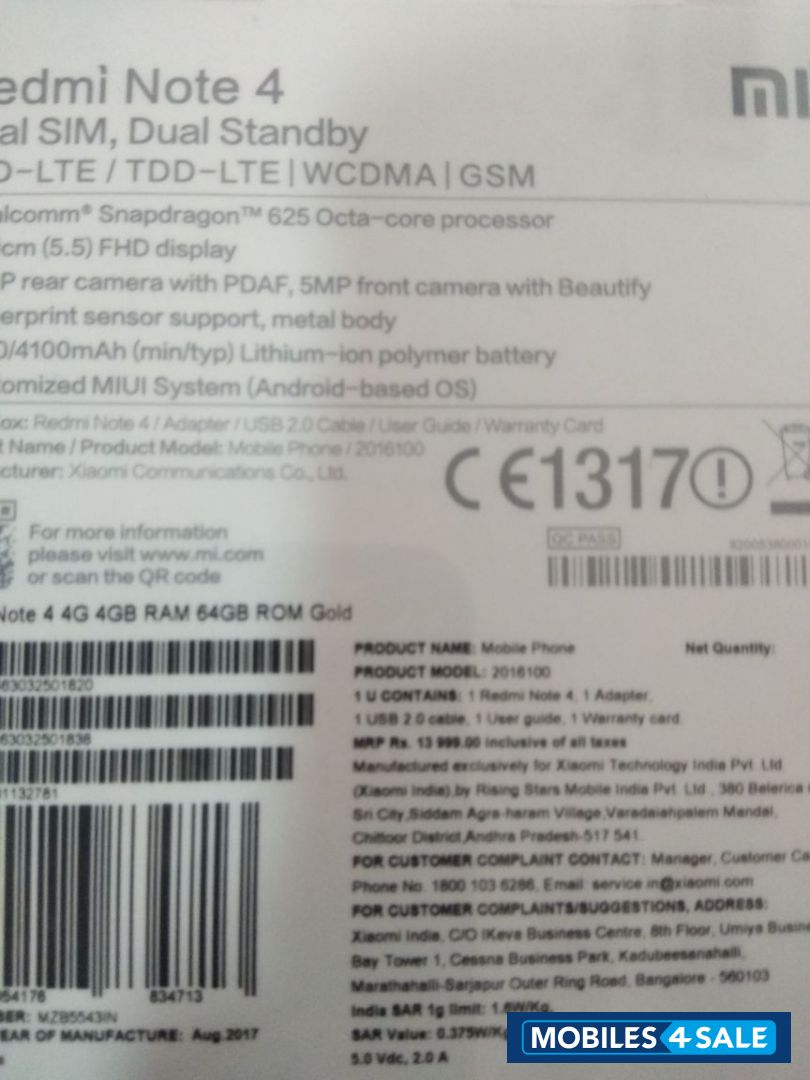 edmi Note 4
mi
al SIM, Dual Standby
D-LTE / TDD-LTE | WCDMA | GSM
lcomm® Snapdragon™ 625 Octa-core processor
cm (5.5) FHD display
P rear camera with PDAF, 5MP front camera with Beautify
erprint sensor support, metal body
0/4100mAh (min/typ) Lithium-ion polymer battery
tomized MIUI System (Android-based OS)
ox: Redmi Note 4 / Adapter / USB 2.0 Cable / User Guide / Warranty Card
t Name / Product Model: Mobile Phone / 2016100
cturer: Xiaomi Communications Co., Ltd.
CE1317
QC PASS
For more information
please visit www.mi.com
or scan the QR code
Note 4 4G 4GB RAM 64GB ROM Gold
63032501820
63032501838
1132781
54176 834713
BER: MZB5543IN
EAR OF MANUFACTURE: Aug.2017
PRODUCT NAME: Mobile Phone Net Quantity:
PRODUCT MODEL: 2016100
1 U CONTAINS: 1 Redmi Note 4, 1 Adapter,
1 USB 2.0 cable, 1 User guide, 1 Warranty card
MRP Rs. 13 999.00 inclusive of all taxes
Manufactured exclusively for Xiaomi Technology India Pvt Ltd
(Xiaomi India),by Rising Stars Mobile India Pvt. Ltd., 380 Belerica
Sri City,Siddam Agra-haram Village,Varadaiahpalem Mandal,
Chittoor District,Andhra Pradesh-517 541.
FOR CUSTOMER COMPLAINT CONTACT: Manager, Customer Ca
Phone No. 1800 103 6286, Email: service.in@xiaomi.com
FOR CUSTOMER COMPLAINTS/SUGGESTIONS, ADDRESS:
Xiaomi India, C/O IKeva Business Centre, 8th Floor, Umiya Busin
Bay Tower 1, Cessna Business Park, Kadubeesanahalli,
Marathahalli-Sarjapur Outer Ring Road, Bangalore - 560103
India SAR 1g limit: 1.6W/Kg.
SAR Value: 0.375W/K
5.0 Vdc, 2.0 A
MOBILES 4 SALE